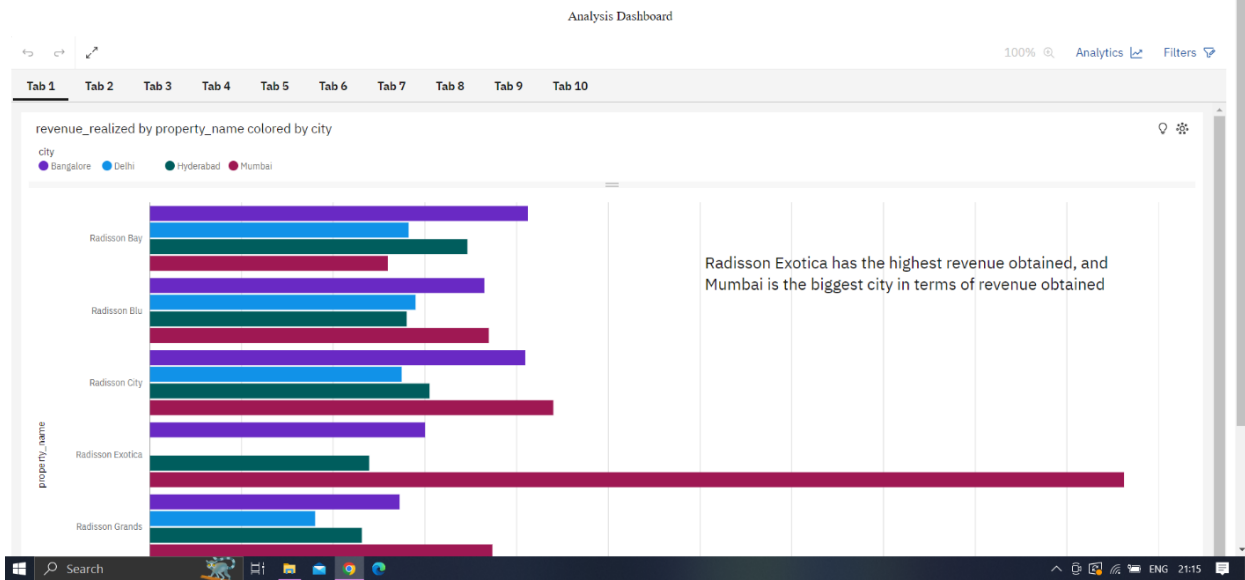 Analysis Dashboard
100% Analytics Filters
Tab 1 Tab 2 Tab 3 Tab 4 Tab 5 Tab 6 Tab 7 Tab 8 Tab 9 Tab 10
revenue_realized by property_name colored by city
city
Bangalore Delhi Hyderabad Mumbai
Radisson Bay
Radisson Exotica has the highest revenue obtained, and
Mumbai is the biggest city in terms of revenue obtained
Radisson Blu
Radisson City
property_name
Radisson Exotica
Radisson Grands
Search
ENG 21:15